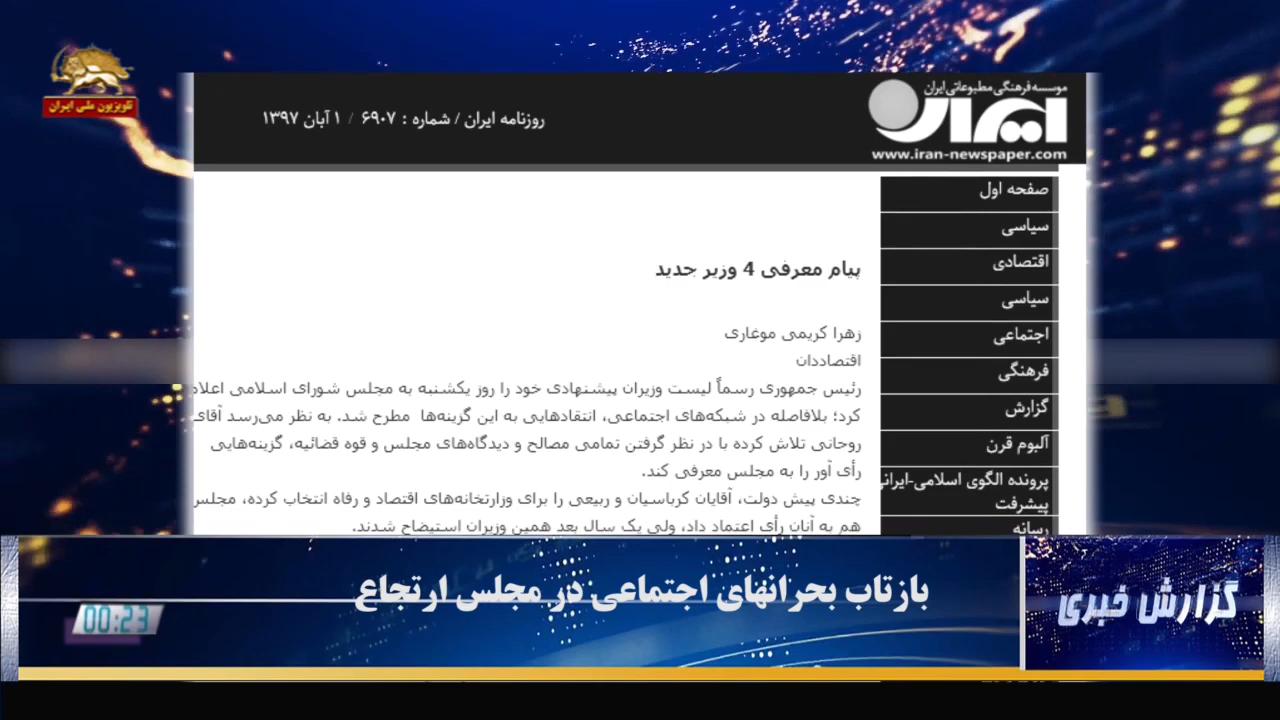 تلویزیون ملی ایران
موسسه فرهنگی مطبوعاتی ایران
ایران
www.iran-newspaper.com
روزنامه ایران / شماره : ۶۹۰۷ / ۱ آبان ۱۳۹۷
صفحه اول
سیاسی
اقتصادی
سیاسی
اجتماعی
فرهنگی
گزارش
آلبوم قرن
پرونده الگوی اسلامی-ایرانی
پیشرفت
رسانه
پیام معرفی 4 وزیر جدید
زهرا کریمی موغاری
اقتصاددان
رئیس جمهوری رسماً لیست وزیران پیشنهادی خود را روز یکشنبه به مجلس شورای اسلامی اعلام
کرد؛ بلافاصله در شبکه‌های اجتماعی، انتقادهایی به این گزینه‌ها مطرح شد. به نظر می‌رسد آقای
روحانی تلاش کرده با در نظر گرفتن تمامی مصالح و دیدگاه‌های مجلس و قوه قضائیه، گزینه‌هایی
رأی آور را به مجلس معرفی کند.
چندی پیش دولت، آقایان کرباسیان و ربیعی را برای وزارتخانه‌های اقتصاد و رفاه انتخاب کرده، مجلس
هم به آنان رأی اعتماد داد، ولی یک سال بعد همین وزیران استیضاح شدند.
گزارش خبری
بازتاب بحرانهای اجتماعی در مجلس ارتجاع
00:23